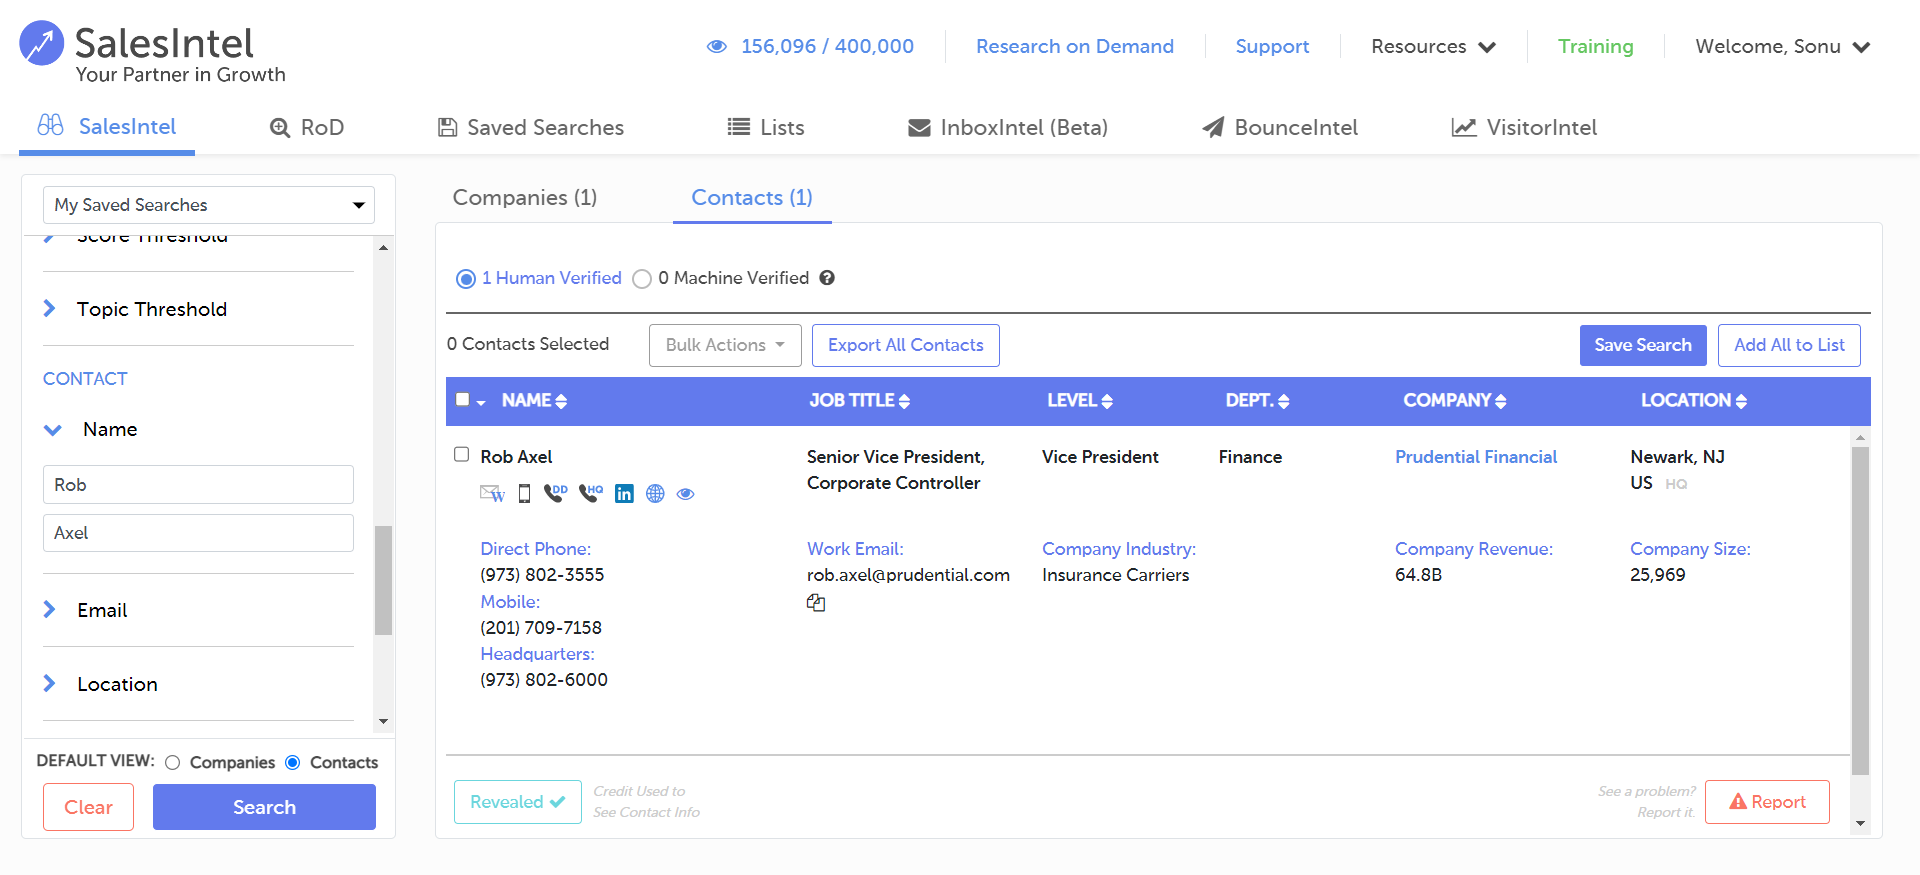 SalesIntel
Your Partner in Growth
156,096 / 400,000
Research on Demand
Support
Resources
Training
Welcome, Sonu
SalesIntel
RoD
Saved Searches
Lists
InboxIntel (Beta)
BounceIntel
VisitorIntel
My Saved Searches
Score Threshold
Topic Threshold
CONTACT
Name
Rob
Axel
Email
Location
DEFAULT VIEW: Companies Contacts
Clear
Search
Companies (1)
Contacts (1)
1 Human Verified
0 Machine Verified ?
0 Contacts Selected
Bulk Actions
Export All Contacts
Save Search
Add All to List
NAME
JOB TITLE
LEVEL
DEPT.
COMPANY
LOCATION
Rob Axel
W
DD
HQ
in
Senior Vice President,
Corporate Controller
Vice President
Finance
Prudential Financial
Newark, NJ
US HQ
Direct Phone:
(973) 802-3555
Mobile:
(201) 709-7158
Headquarters:
(973) 802-6000
Work Email:
rob.axel@prudential.com
Company Industry:
Insurance Carriers
Company Revenue:
64.8B
Company Size:
25,969
Revealed
Credit Used to
See Contact Info
See a problem?
Report it.
Report